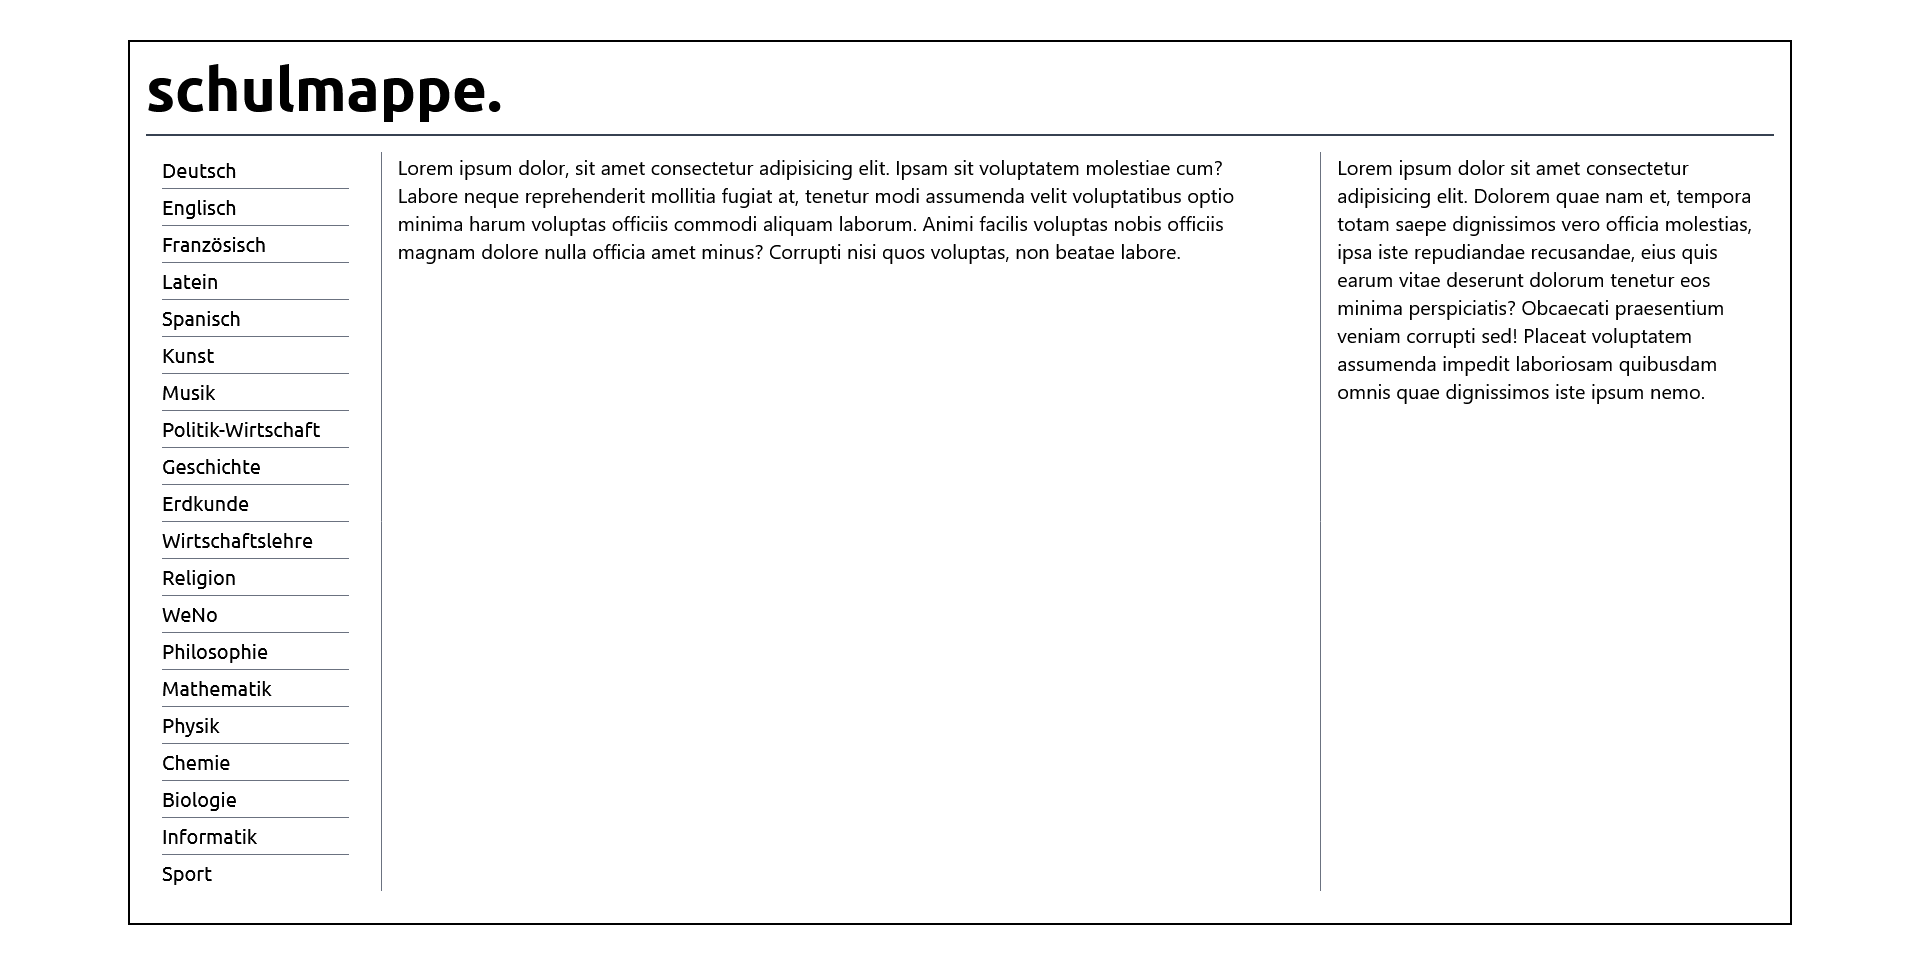 schulmappe.
Deutsch
Englisch
Französisch
Latein
Spanisch
Kunst
Musik
Politik-Wirtschaft
Geschichte
Erdkunde
Wirtschaftslehre
Religion
WeNo
Philosophie
Mathematik
Physik
Chemie
Biologie
Informatik
Sport
Lorem ipsum dolor, sit amet consectetur adipisicing elit. Ipsam sit voluptatem molestiae cum?
Labore neque reprehenderit mollitia fugiat at, tenetur modi assumenda velit voluptatibus optio
minima harum voluptas officiis commodi aliquam laborum. Animi facilis voluptas nobis officiis
magnam dolore nulla officia amet minus? Corrupti nisi quos voluptas, non beatae labore.
Lorem ipsum dolor sit amet consectetur
adipisicing elit. Dolorem quae nam et, tempora
totam saepe dignissimos vero officia molestias,
ipsa iste repudiandae recusandae, eius quis
earum vitae deserunt dolorum tenetur eos
minima perspiciatis? Obcaecati praesentium
veniam corrupti sed! Placeat voluptatem
assumenda impedit laboriosam quibusdam
omnis quae dignissimos iste ipsum nemo.